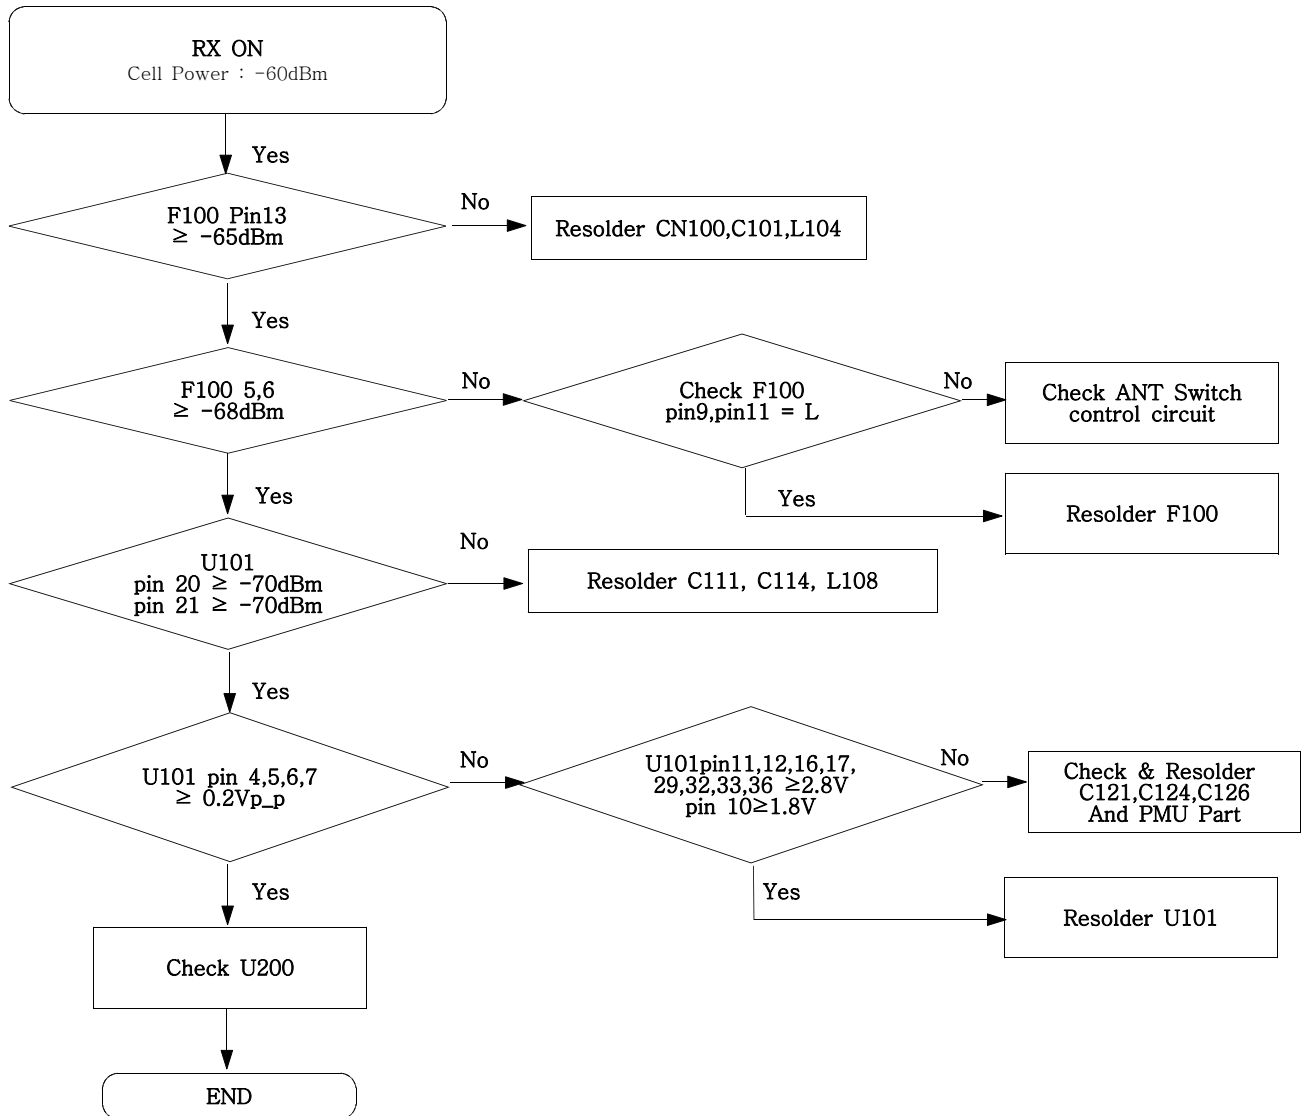 RX ON
Cell Power : -60dBm
Yes
F100 Pin13
≥ -65dBm
No
Resolder CN100,C101,L104
Yes
F100 5,6
≥ -68dBm
No
Check F100
pin9,pin11 = L
No
Check ANT Switch
control circuit
Yes
Resolder F100
Yes
U101
pin 20 ≥ -70dBm
pin 21 ≥ -70dBm
No
Resolder C111, C114, L108
Yes
U101 pin 4,5,6,7
≥ 0.2Vp_p
No
U101pin11,12,16,17,
29,32,33,36 ≥2.8V
pin 10≥1.8V
No
Check & Resolder
C121,C124,C126
And PMU Part
Yes
Resolder U101
Yes
Check U200
END